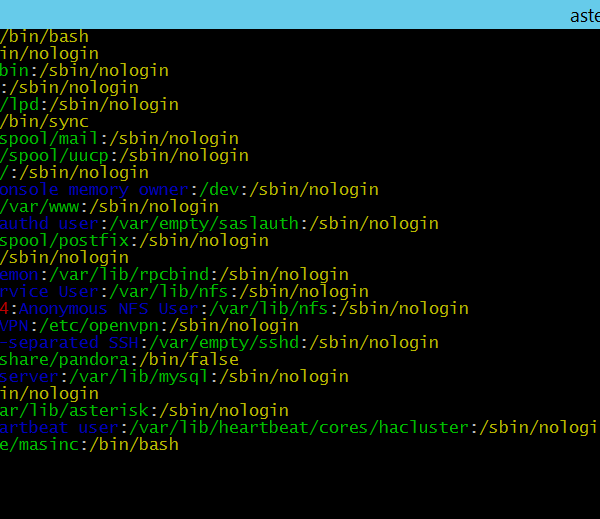 aste
/bin/bash
in/nologin
bin:/sbin/nologin
:/sbin/nologin
/lpd:/sbin/nologin
/bin/sync
spool/mail:/sbin/nologin
/spool/uucp:/sbin/nologin
/:/sbin/nologin
onsole memory owner:/dev:/sbin/nologin
/var/www:/sbin/nologin
authd user:/var/empty/saslauth:/sbin/nologin
spool/postfix:/sbin/nologin
/sbin/nologin
emon:/var/lib/rpcbind:/sbin/nologin
rvice User:/var/lib/nfs:/sbin/nologin
4:Anonymous NFS User:/var/lib/nfs:/sbin/nologin
VPN:/etc/openvpn:/sbin/nologin
-separated SSH:/var/empty/sshd:/sbin/nologin
share/pandora:/bin/false
server:/var/lib/mysql:/sbin/nologin
in/nologin
ar/lib/asterisk:/sbin/nologin
artbeat user:/var/lib/heartbeat/cores/hacluster:/sbin/nologi
e/masinc:/bin/bash